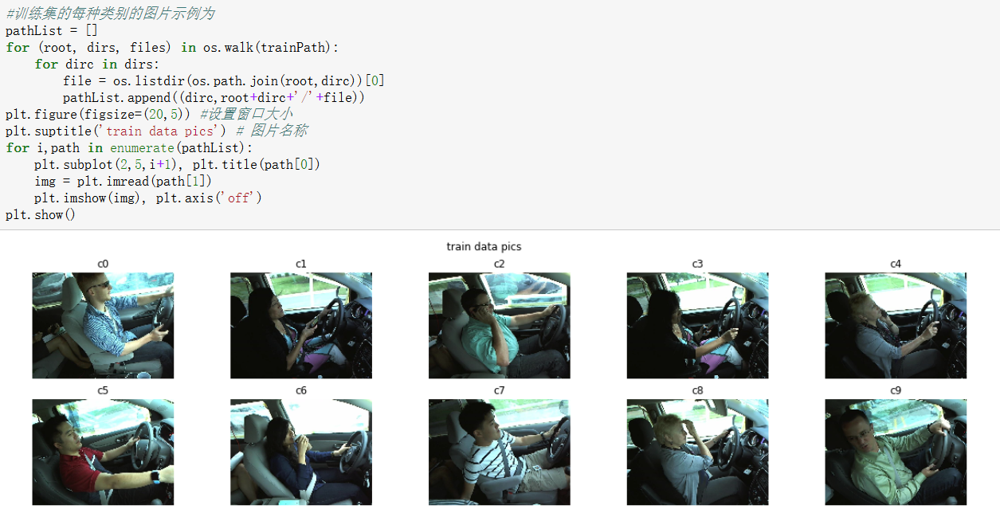 #训练集的每种类别的图片示例为
pathList = []
for (root, dirs, files) in os.walk(trainPath):
    for dirc in dirs:
        file = os.listdir(os.path.join(root,dirc))[0]
        pathList.append((dirc,root+dirc+'/'+file))
plt.figure(figsize=(20,5)) #设置窗口大小
plt.suptitle('train data pics') # 图片名称
for i,path in enumerate(pathList):
    plt.subplot(2,5,i+1), plt.title(path[0])
    img = plt.imread(path[1])
    plt.imshow(img), plt.axis('off')
plt.show()
train data pics
c0 c1 c2 c3 c4
c5 c6 c7 c8 c9